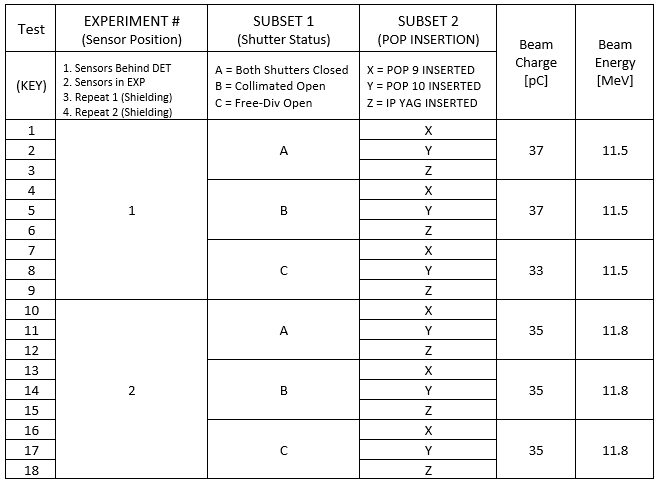 Test EXPERIMENT # SUBSET 1 SUBSET 2 Beam Beam
(Sensor Position) (Shutter Status) (POP INSERTION) Charge Energy
(KEY) 1. Sensors Behind DET A = Both Shutters Closed X = POP 9 INSERTED [pC] [MeV]
2. Sensors in EXP B = Collimated Open Y = POP 10 INSERTED
3. Repeat 1 (Shielding) C = Free-Div Open Z = IP YAG INSERTED
4. Repeat 2 (Shielding)
1 X
2 A Y 37 11.5
3 Z
4 X
5 1 B Y 37 11.5
6 Z
7 X
8 C Y 33 11.5
9 Z
10 X
11 A Y 35 11.8
12 Z
13 X
14 2 B Y 35 11.8
15 Z
16 X
17 C Y 35 11.8
18 Z